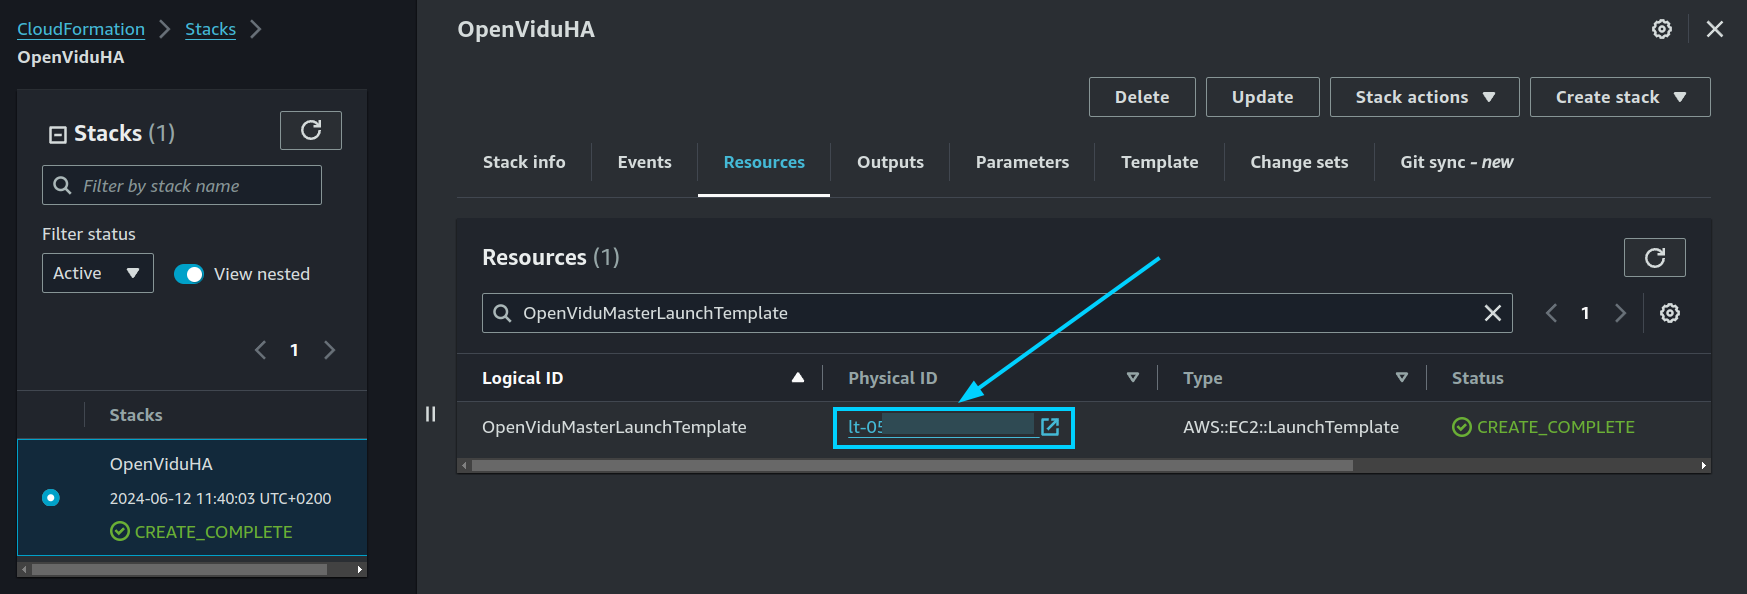 CloudFormation > Stacks >
OpenViduHA
Stacks (1)
Filter by stack name
Filter status
Active
View nested
1
Stacks
OpenViduHA
2024-06-12 11:40:03 UTC+0200
CREATE_COMPLETE
OpenViduHA
Delete Update Stack actions Create stack
Stack info Events Resources Outputs Parameters Template Change sets Git sync - new
Resources (1)
OpenViduMasterLaunchTemplate 1
Logical ID Physical ID Type Status
OpenViduMasterLaunchTemplate lt-05 AWS::EC2::LaunchTemplate CREATE_COMPLETE